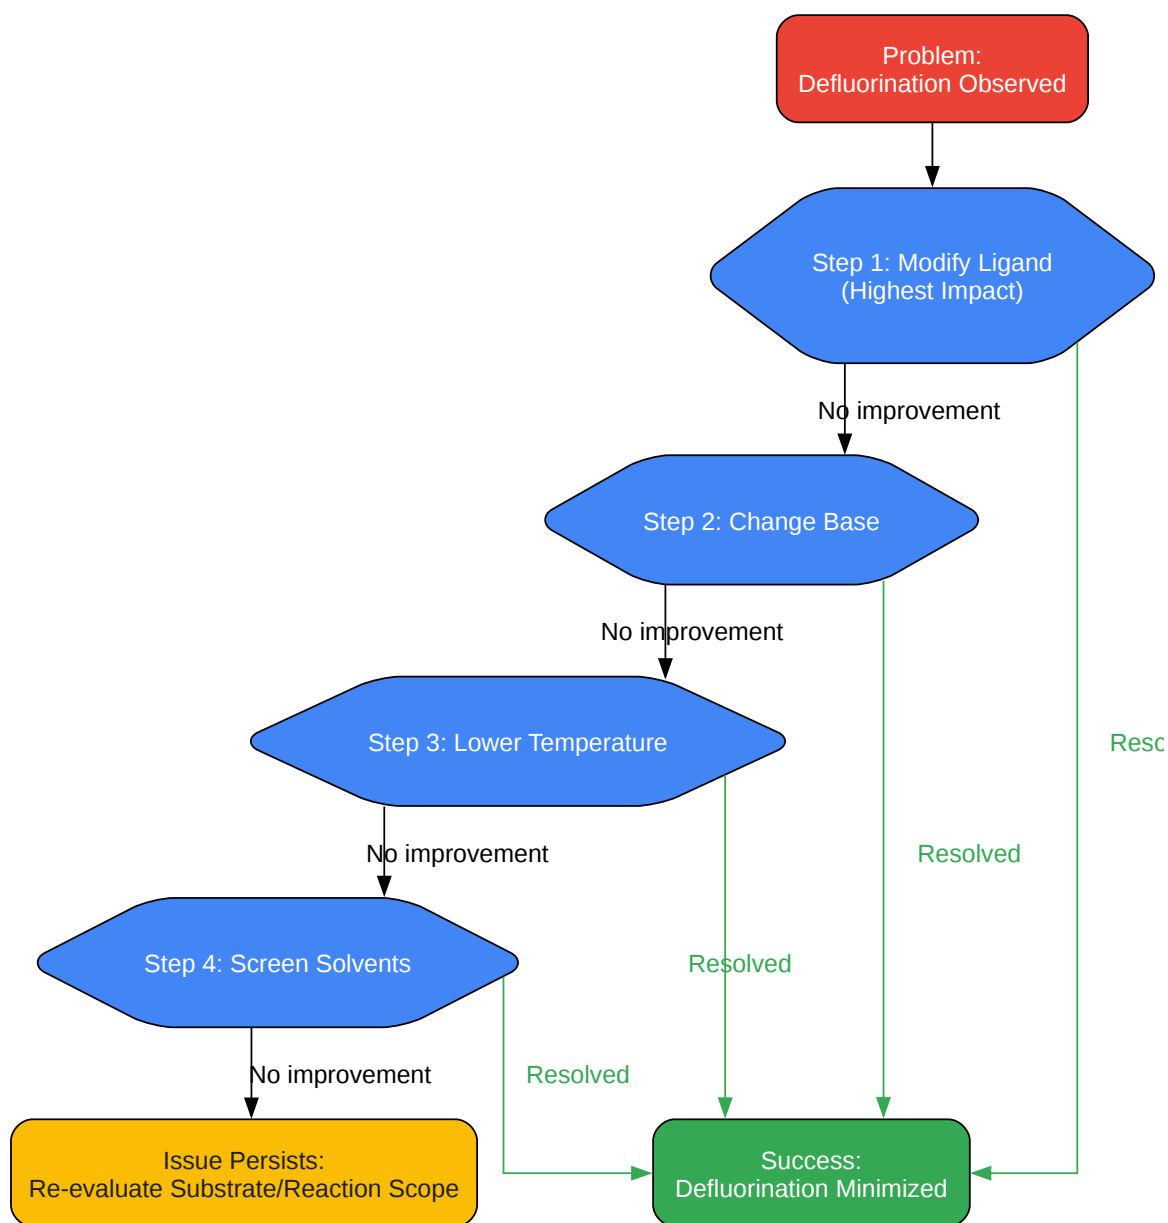 Problem:
Defluorination Observed
Step 1: Modify Ligand
(Highest Impact)
No improvement
Step 2: Change Base
No improvement
Step 3: Lower Temperature
Reso
No improvement
Resolved
Step 4: Screen Solvents
Resolved
No improvement
Resolved
Issue Persists:
Re-evaluate Substrate/Reaction Scope
Success:
Defluorination Minimized